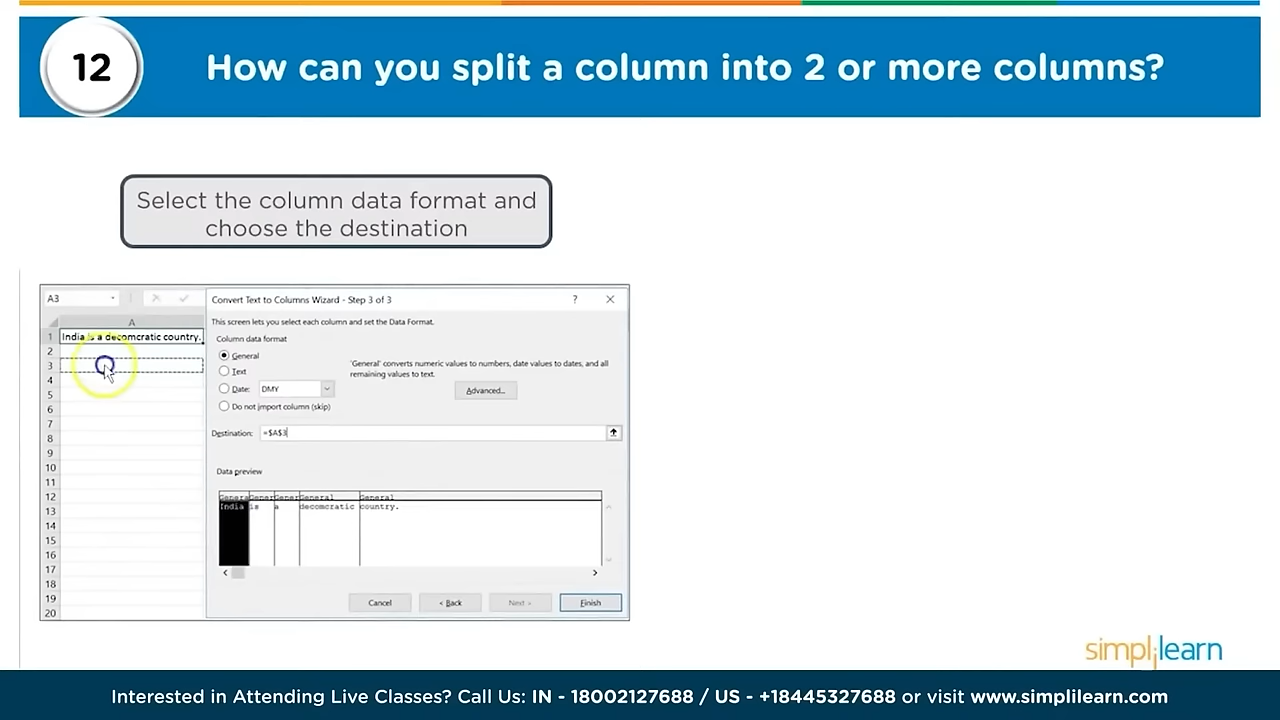 12
How can you split a column into 2 or more columns?
Select the column data format and
choose the destination
A3
Convert Text to Columns Wizard - Step 3 of 3
?
This screen lets you select each column and set the Data Format.
Column data format
General
Text
Date: DMY
Do not import column (skip)
'General' converts numeric values to numbers, date values to dates, and all
remaining values to text.
Advanced...
Destination: =$A$3
Data preview
General General General General General
India is a decomcratic country.
Cancel < Back Next > Finish
A
1 India is a decomcratic country.
2
3
4
5
6
7
8
9
10
11
12
13
14
15
16
17
18
19
20
simplilearn
Interested in Attending Live Classes? Call Us: IN - 18002127688 / US - +18445327688 or visit www.simplilearn.com